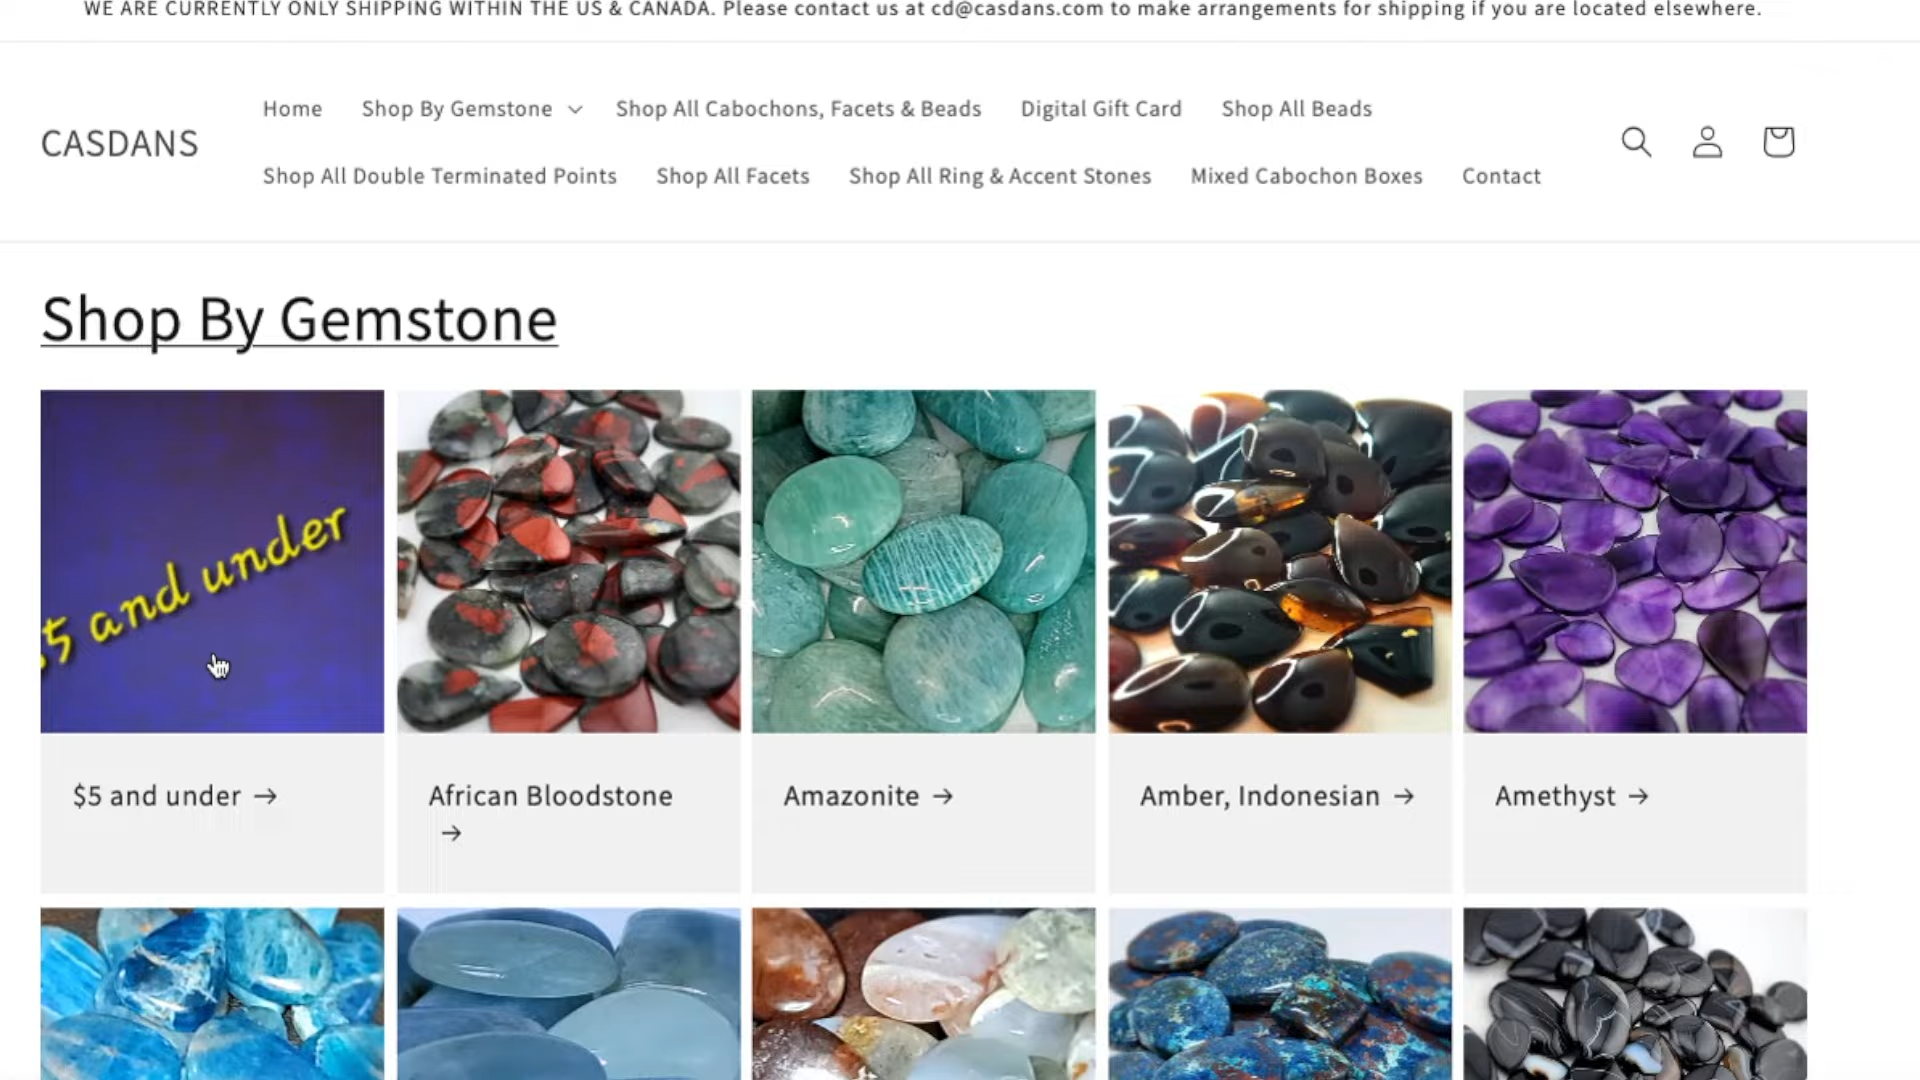 WE ARE CURRENTLY ONLY SHIPPING WITHIN THE US & CANADA. Please contact us at cd@casdans.com to make arrangements for shipping if you are located elsewhere.
CASDANS
Home
Shop By Gemstone
Shop All Cabochons, Facets & Beads
Digital Gift Card
Shop All Beads
Shop All Double Terminated Points
Shop All Facets
Shop All Ring & Accent Stones
Mixed Cabochon Boxes
Contact
Shop By Gemstone
5 and under
$5 and under →
African Bloodstone
→
Amazonite →
Amber, Indonesian →
Amethyst →